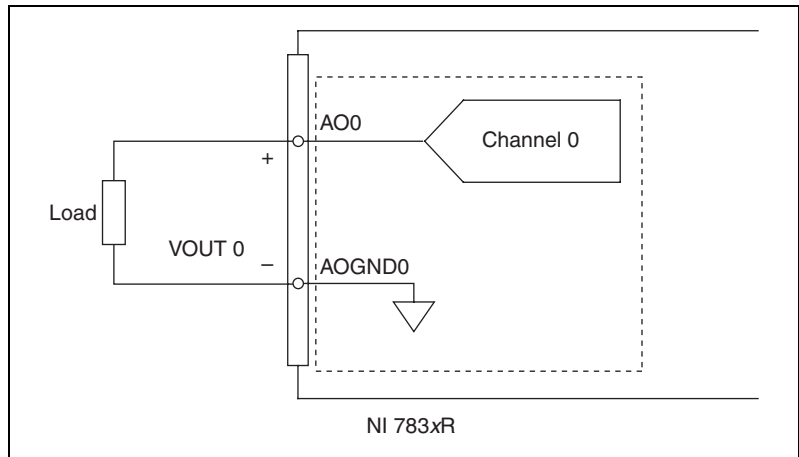 AO0
Channel 0
+
Load
VOUT 0
–
AOGND0
NI 783xR